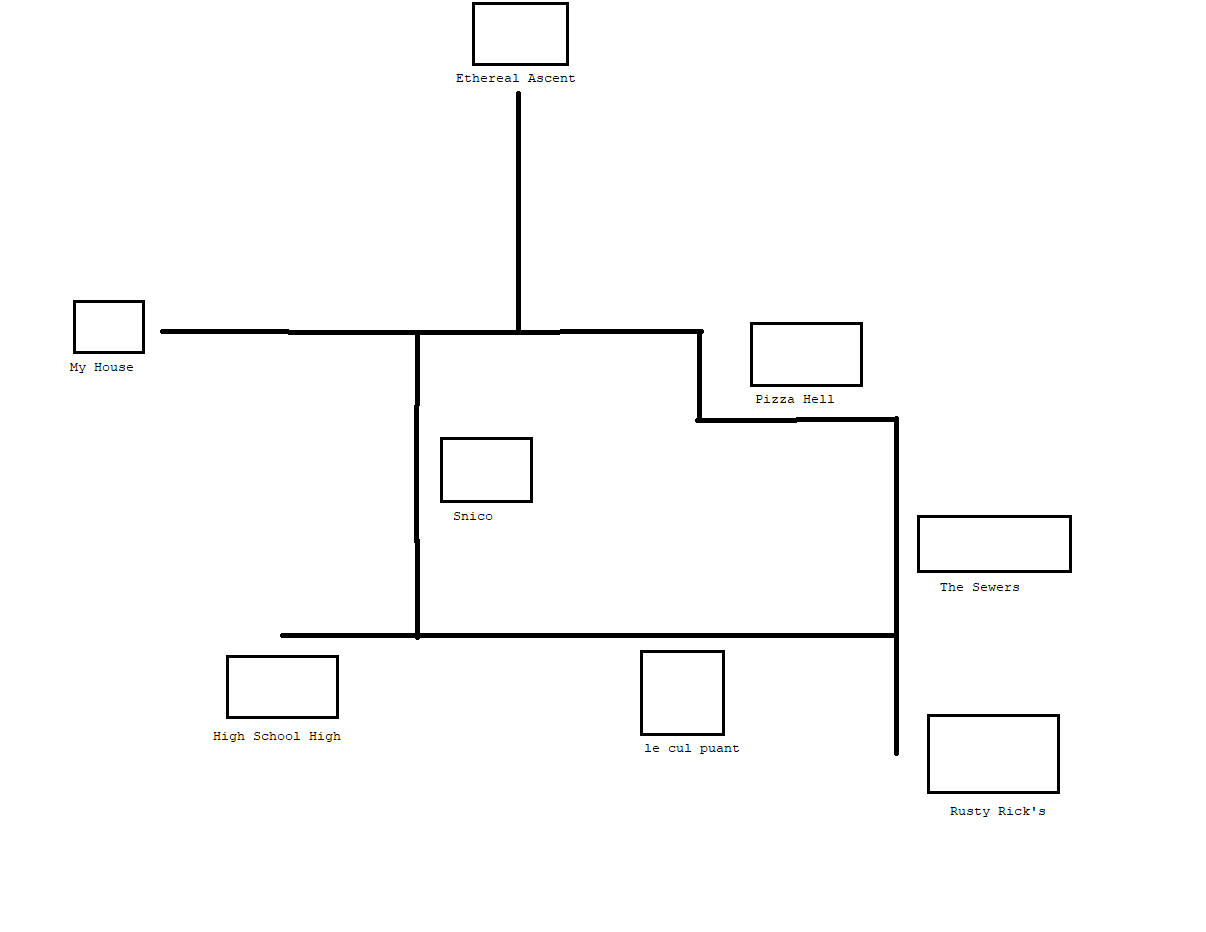 Ethereal Ascent
My House
Pizza Hell
Snico
The Sewers
High School High
le cul puant
Rusty Rick's